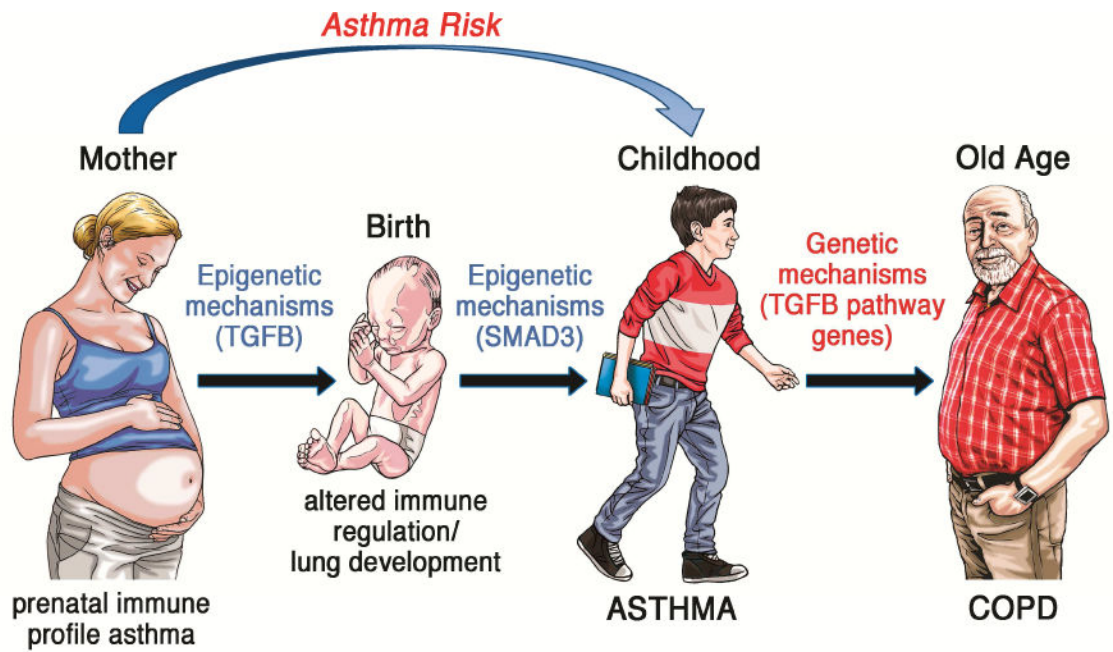 Asthma Risk
Mother
Childhood
Old Age
Birth
Epigenetic
mechanisms
(TGFB)
Epigenetic
mechanisms
(SMAD3)
Genetic
mechanisms
(TGFB pathway
genes)
altered immune
regulation/
lung development
prenatal immune
profile asthma
ASTHMA
COPD